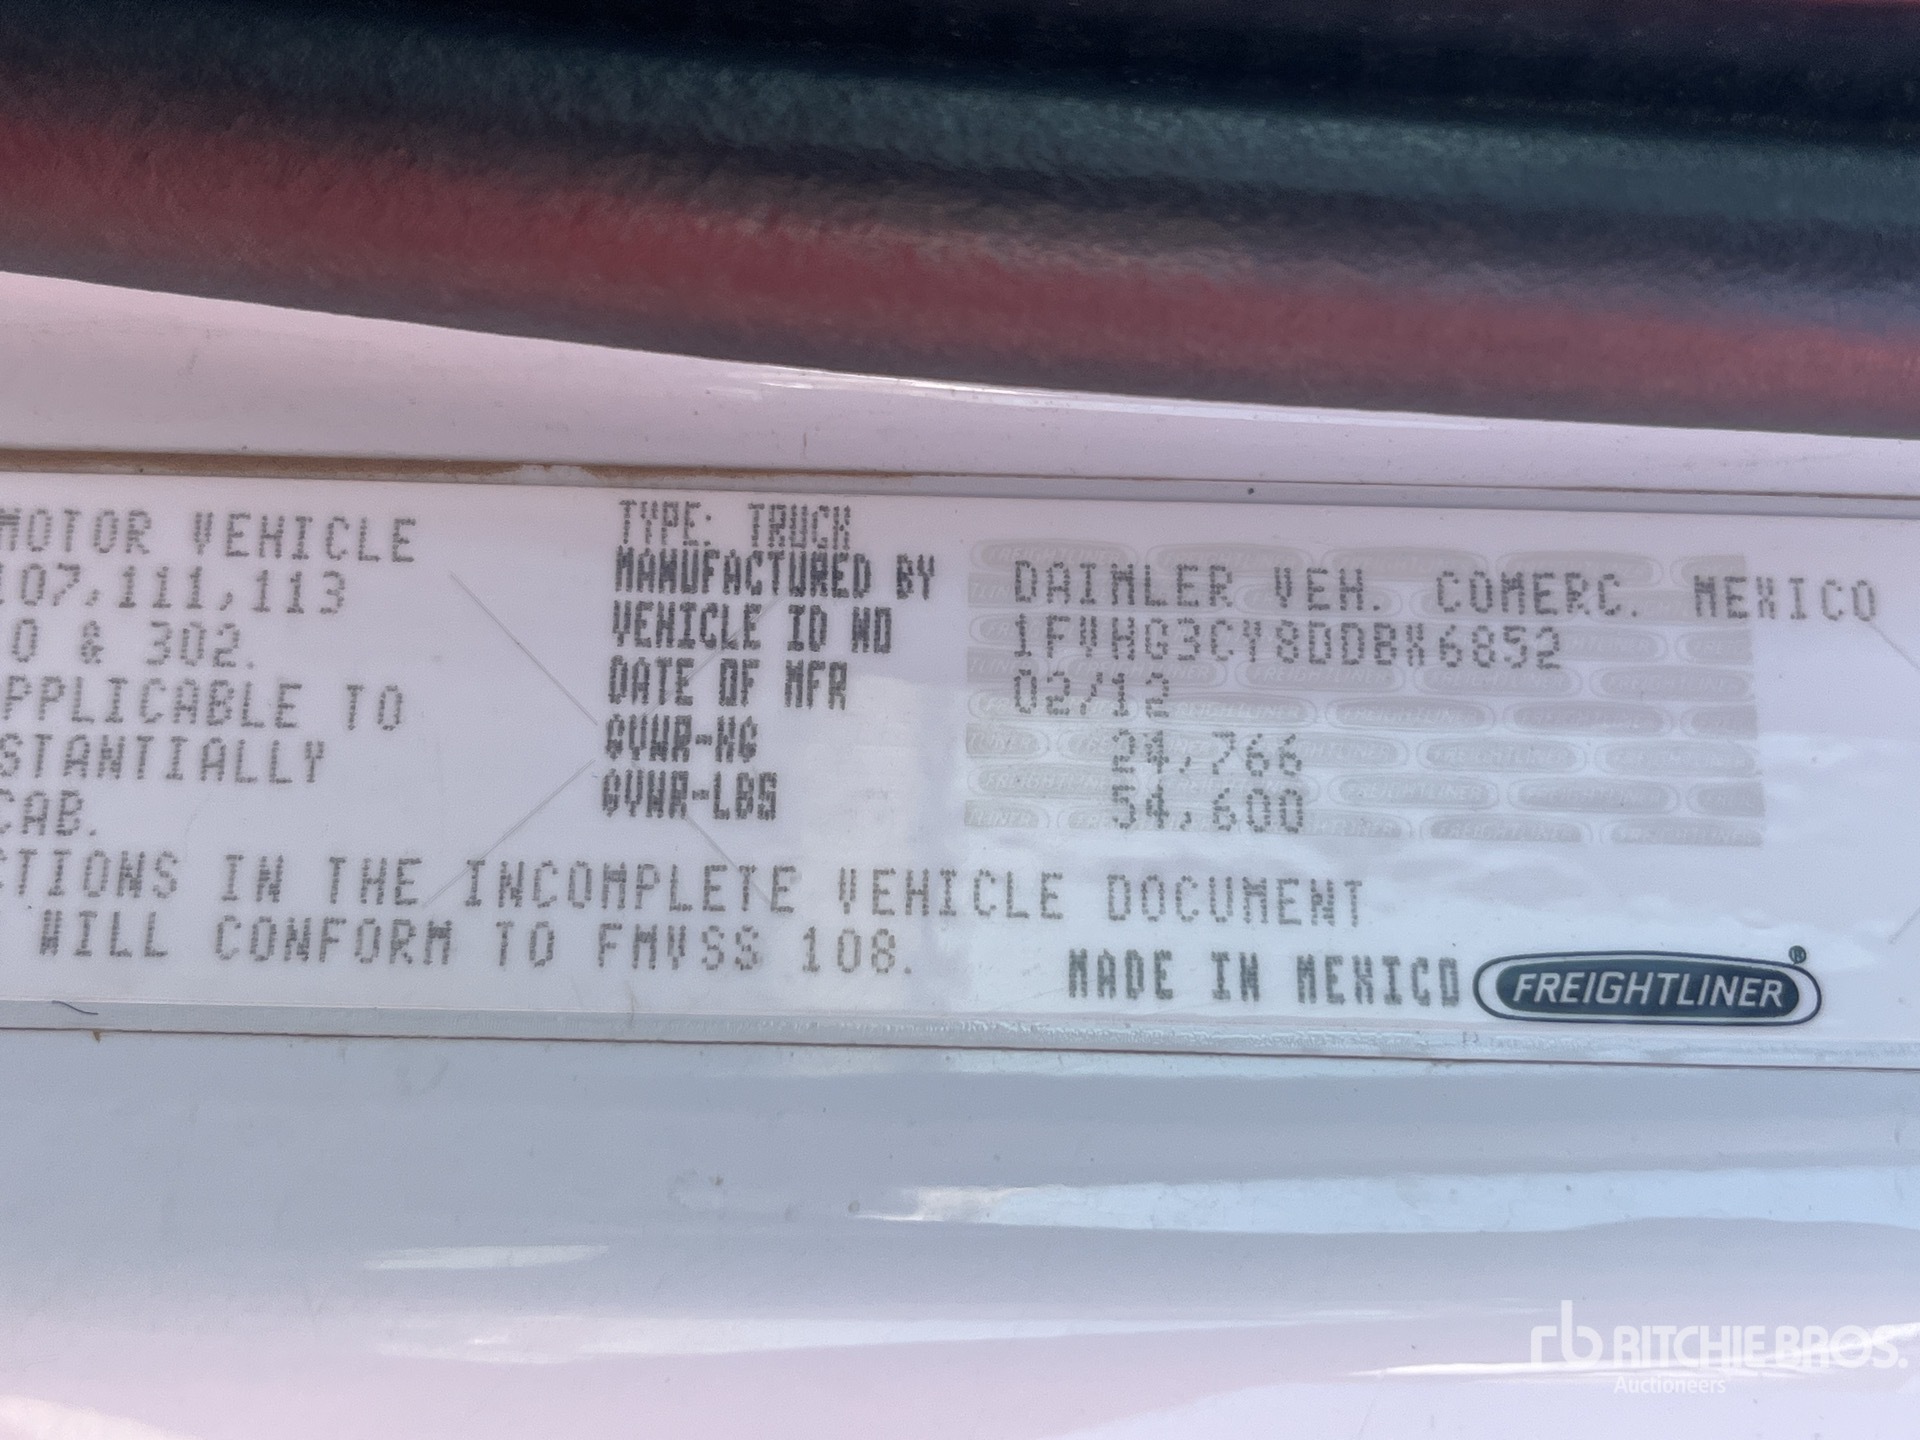 MOTOR VEHICLE
107,111,113
0 & 302.
APPLICABLE TO
STANTIALLY
CAB.
CTIONS IN THE INCOMPLETE VEHICLE DOCUMENT
WILL CONFORM TO FMVSS 108.
TYPE: TRUCK
MANUFACTURED BY DAIMLER VEH. COMERC. MEXICO
VEHICLE ID NO 1FVHG3CY8DDBX6852
DATE OF MFR 02/12
GVWR-KG 24,766
GVWR-LBS 54,600
MADE IN MEXICO FREIGHTLINER®
rb RITCHIE BROS.
Auctioneers